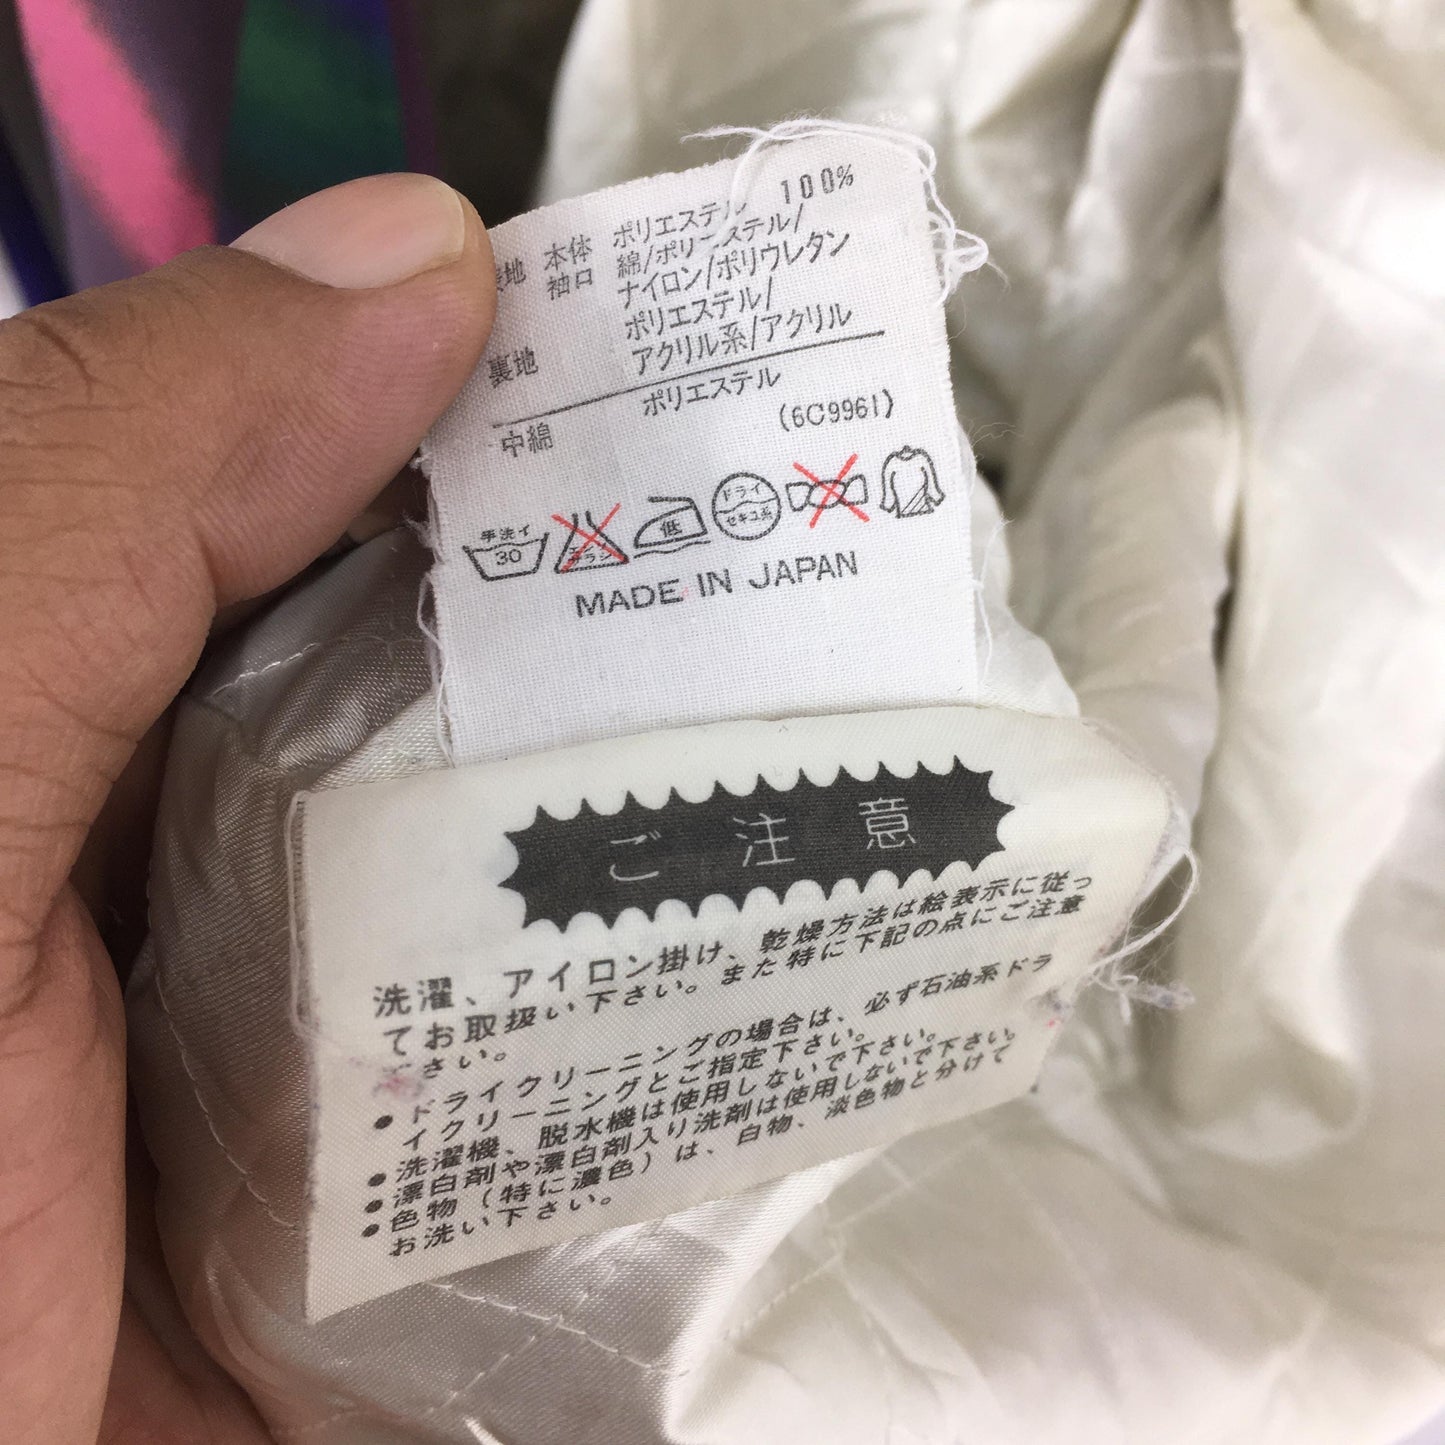 表地 本体 ポリエステル 100%
袖口 綿/ポリエステル/
ナイロン/ポリウレタン
ポリエステル/
裏地 アクリル系/アクリル
中綿 ポリエステル
(6C9961)
手洗イ 30 エンソサラシ 低 ドライ セキユ系
MADE IN JAPAN
ご注意
洗濯、アイロン掛け、乾燥方法は絵表示に従っ
てお取扱い下さい。また特に下記の点にご注意
下さい。
●ドライクリーニングの場合は、必ず石油系ドラ
イクリーニングとご指定下さい。
●洗濯機、脱水機は使用しないで下さい。
●漂白剤や漂白剤入り洗剤は使用しないで下さい。
●色物(特に濃色)は、白物、淡色物と分けて
お洗い下さい。